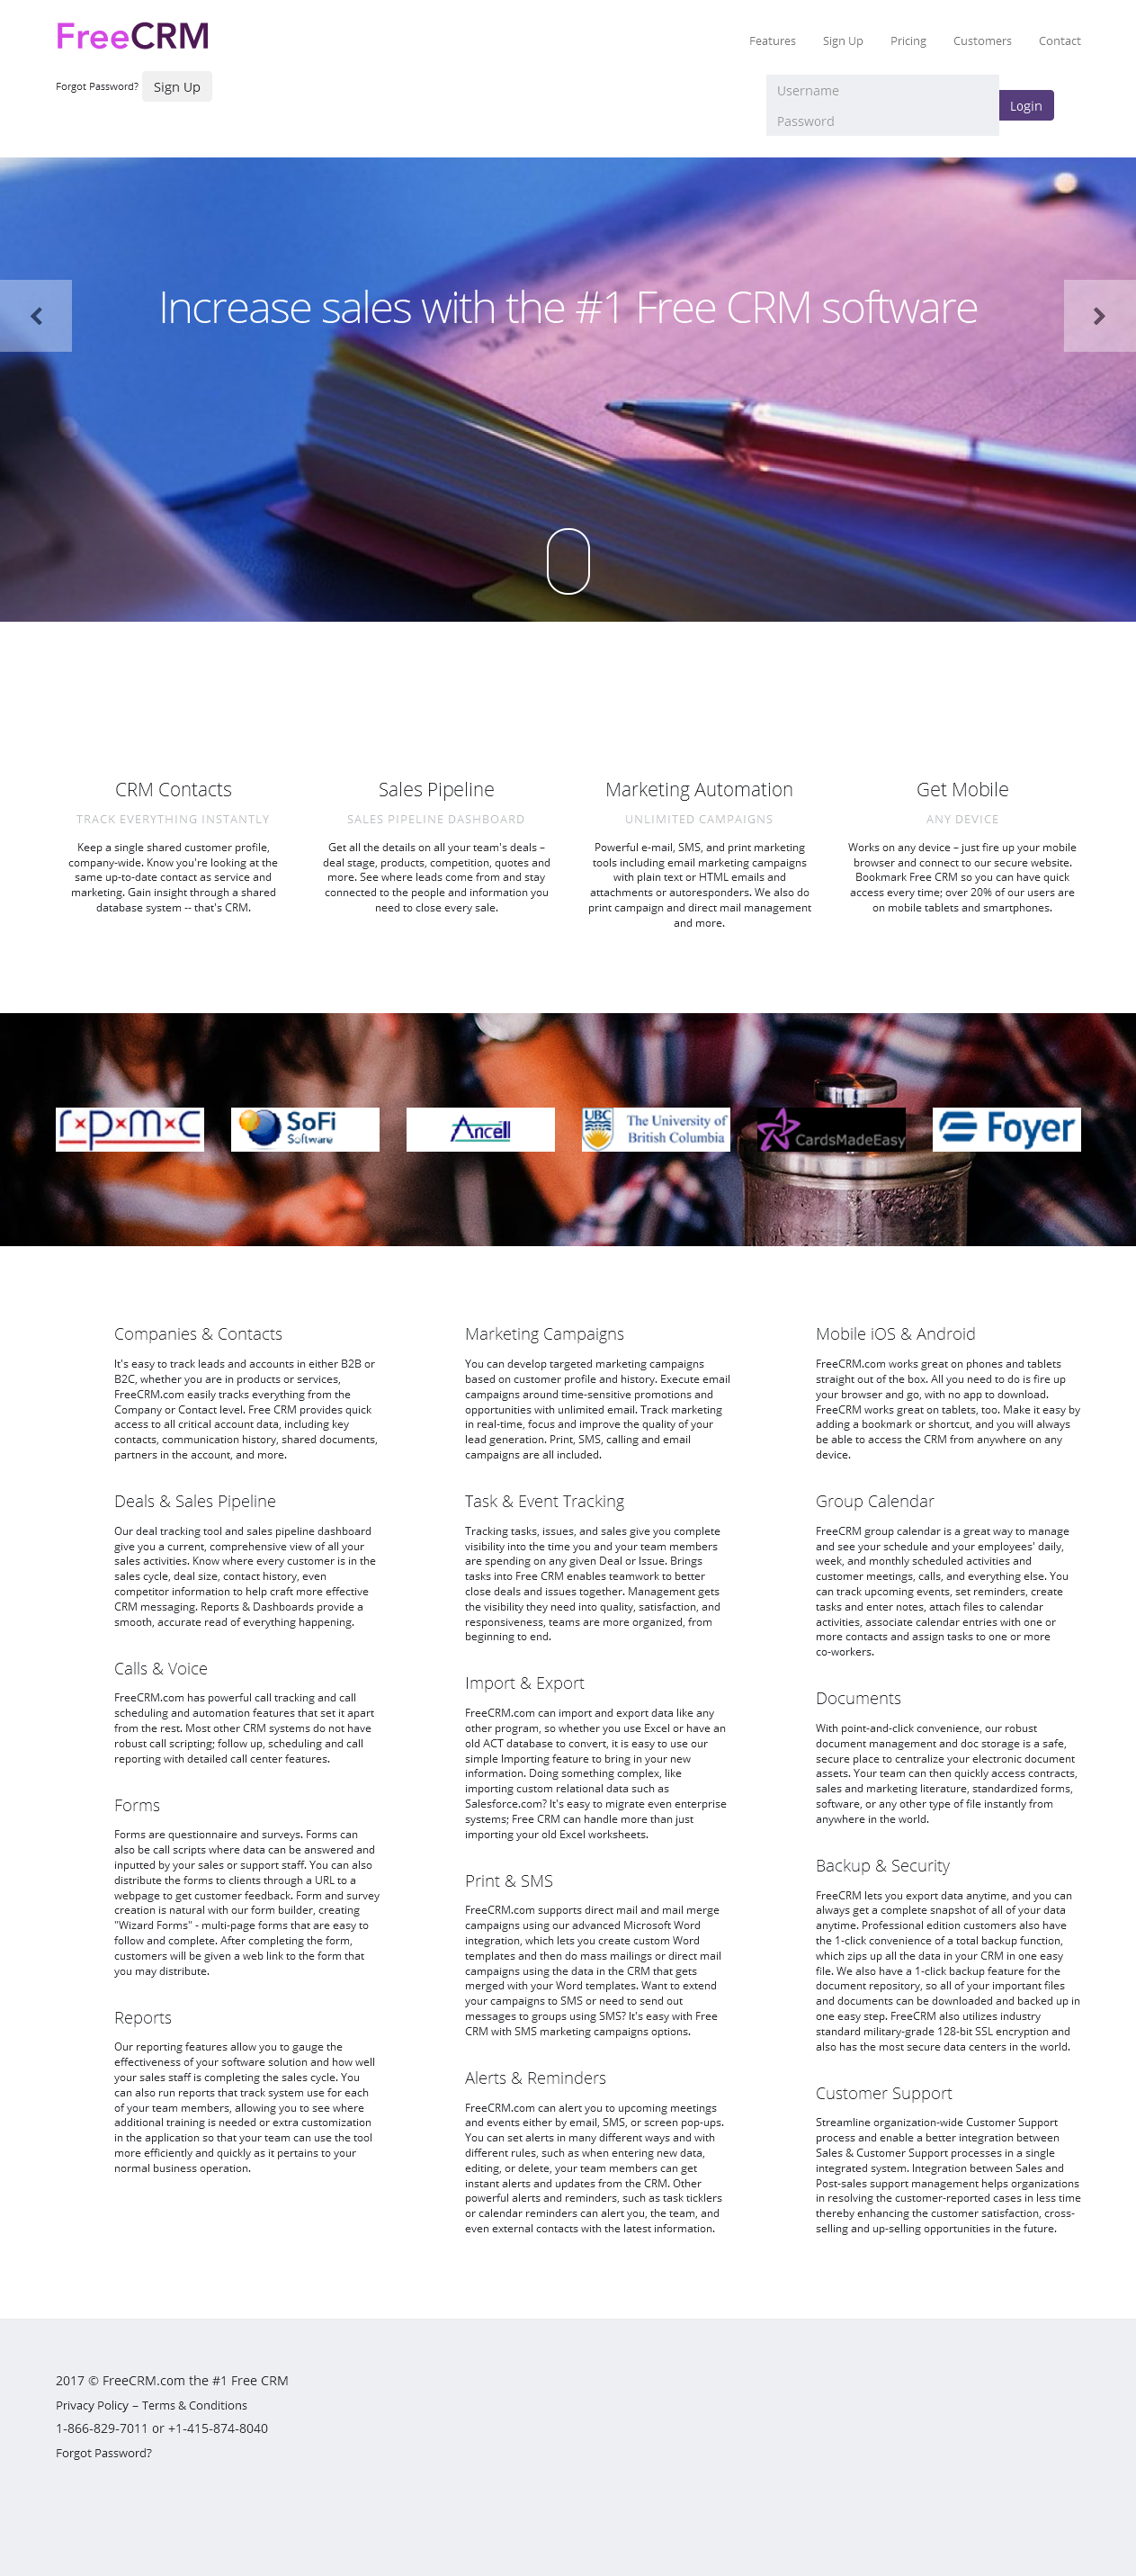 FreeCRM
Features Sign Up Pricing Customers Contact
Forgot Password? Sign Up
Username
Password
Login
Increase sales with the #1 Free CRM software
CRM Contacts
TRACK EVERYTHING INSTANTLY
Keep a single shared customer profile,
company-wide. Know you're looking at the
same up-to-date contact as service and
marketing. Gain insight through a shared
database system -- that's CRM.
Sales Pipeline
SALES PIPELINE DASHBOARD
Get all the details on all your team's deals –
deal stage, products, competition, quotes and
more. See where leads come from and stay
connected to the people and information you
need to close every sale.
Marketing Automation
UNLIMITED CAMPAIGNS
Powerful e-mail, SMS, and print marketing
tools including email marketing campaigns
with plain text or HTML emails and
attachments or autoresponders. We also do
print campaign and direct mail management
and more.
Get Mobile
ANY DEVICE
Works on any device – just fire up your mobile
browser and connect to our secure website.
Bookmark Free CRM so you can have quick
access every time; over 20% of our users are
on mobile tablets and smartphones.
r×p×m×c
SoFi
Software
Ancell
UBC
The University of
British Columbia
CardsMadeEasy
Foyer
Companies & Contacts
It's easy to track leads and accounts in either B2B or
B2C, whether you are in products or services,
FreeCRM.com easily tracks everything from the
Company or Contact level. Free CRM provides quick
access to all critical account data, including key
contacts, communication history, shared documents,
partners in the account, and more.
Deals & Sales Pipeline
Our deal tracking tool and sales pipeline dashboard
give you a current, comprehensive view of all your
sales activities. Know where every customer is in the
sales cycle, deal size, contact history, even
competitor information to help craft more effective
CRM messaging. Reports & Dashboards provide a
smooth, accurate read of everything happening.
Calls & Voice
FreeCRM.com has powerful call tracking and call
scheduling and automation features that set it apart
from the rest. Most other CRM systems do not have
robust call scripting; follow up, scheduling and call
reporting with detailed call center features.
Forms
Forms are questionnaire and surveys. Forms can
also be call scripts where data can be answered and
inputted by your sales or support staff. You can also
distribute the forms to clients through a URL to a
webpage to get customer feedback. Form and survey
creation is natural with our form builder, creating
"Wizard Forms" - multi-page forms that are easy to
follow and complete. After completing the form,
customers will be given a web link to the form that
you may distribute.
Reports
Our reporting features allow you to gauge the
effectiveness of your software solution and how well
your sales staff is completing the sales cycle. You
can also run reports that track system use for each
of your team members, allowing you to see where
additional training is needed or extra customization
in the application so that your team can use the tool
more efficiently and quickly as it pertains to your
normal business operation.
Marketing Campaigns
You can develop targeted marketing campaigns
based on customer profile and history. Execute email
campaigns around time-sensitive promotions and
opportunities with unlimited email. Track marketing
in real-time, focus and improve the quality of your
lead generation. Print, SMS, calling and email
campaigns are all included.
Task & Event Tracking
Tracking tasks, issues, and sales give you complete
visibility into the time you and your team members
are spending on any given Deal or Issue. Brings
tasks into Free CRM enables teamwork to better
close deals and issues together. Management gets
the visibility they need into quality, satisfaction, and
responsiveness, teams are more organized, from
beginning to end.
Import & Export
FreeCRM.com can import and export data like any
other program, so whether you use Excel or have an
old ACT database to convert, it is easy to use our
simple Importing feature to bring in your new
information. Doing something complex, like
importing custom relational data such as
Salesforce.com? It's easy to migrate even enterprise
systems; Free CRM can handle more than just
importing your old Excel worksheets.
Print & SMS
FreeCRM.com supports direct mail and mail merge
campaigns using our advanced Microsoft Word
integration, which lets you create custom Word
templates and then do mass mailings or direct mail
campaigns using the data in the CRM that gets
merged with your Word templates. Want to extend
your campaigns to SMS or need to send out
messages to groups using SMS? It's easy with Free
CRM with SMS marketing campaigns options.
Alerts & Reminders
FreeCRM.com can alert you to upcoming meetings
and events either by email, SMS, or screen pop-ups.
You can set alerts in many different ways and with
different rules, such as when entering new data,
editing, or delete, your team members can get
instant alerts and updates from the CRM. Other
powerful alerts and reminders, such as task ticklers
or calendar reminders can alert you, the team, and
even external contacts with the latest information.
Mobile iOS & Android
FreeCRM.com works great on phones and tablets
straight out of the box. All you need to do is fire up
your browser and go, with no app to download.
FreeCRM works great on tablets, too. Make it easy by
adding a bookmark or shortcut, and you will always
be able to access the CRM from anywhere on any
device.
Group Calendar
FreeCRM group calendar is a great way to manage
and see your schedule and your employees' daily,
week, and monthly scheduled activities and
customer meetings, calls, and everything else. You
can track upcoming events, set reminders, create
tasks and enter notes, attach files to calendar
activities, associate calendar entries with one or
more contacts and assign tasks to one or more
co-workers.
Documents
With point-and-click convenience, our robust
document management and doc storage is a safe,
secure place to centralize your electronic document
assets. Your team can then quickly access contracts,
sales and marketing literature, standardized forms,
software, or any other type of file instantly from
anywhere in the world.
Backup & Security
FreeCRM lets you export data anytime, and you can
always get a complete snapshot of all of your data
anytime. Professional edition customers also have
the 1-click convenience of a total backup function,
which zips up all the data in your CRM in one easy
file. We also have a 1-click backup feature for the
document repository, so all of your important files
and documents can be downloaded and backed up in
one easy step. FreeCRM also utilizes industry
standard military-grade 128-bit SSL encryption and
also has the most secure data centers in the world.
Customer Support
Streamline organization-wide Customer Support
process and enable a better integration between
Sales & Customer Support processes in a single
integrated system. Integration between Sales and
Post-sales support management helps organizations
in resolving the customer-reported cases in less time
thereby enhancing the customer satisfaction, cross-
selling and up-selling opportunities in the future.
2017 © FreeCRM.com the #1 Free CRM
Privacy Policy – Terms & Conditions
1-866-829-7011 or +1-415-874-8040
Forgot Password?